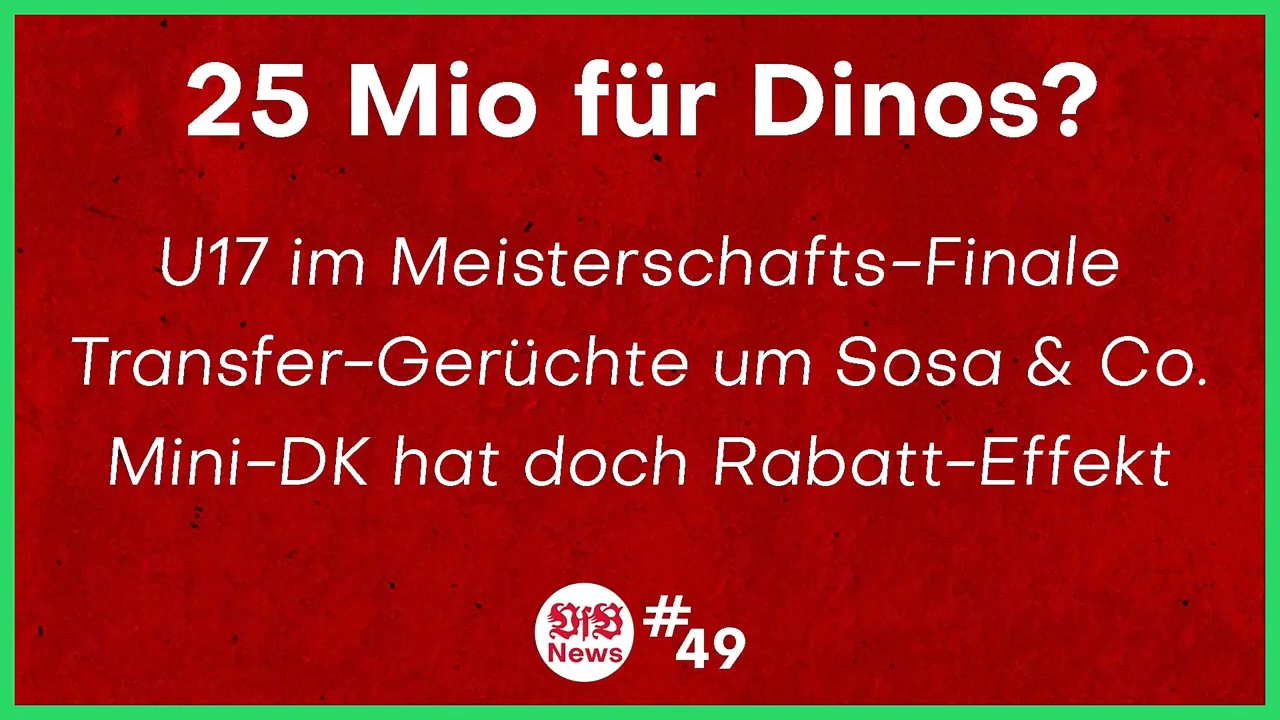 25 Mio für Dinos?
U17 im Meisterschafts-Finale
Transfer-Gerüchte um Sosa & Co.
Mini-DK hat doch Rabatt-Effekt
VfB
News
#49